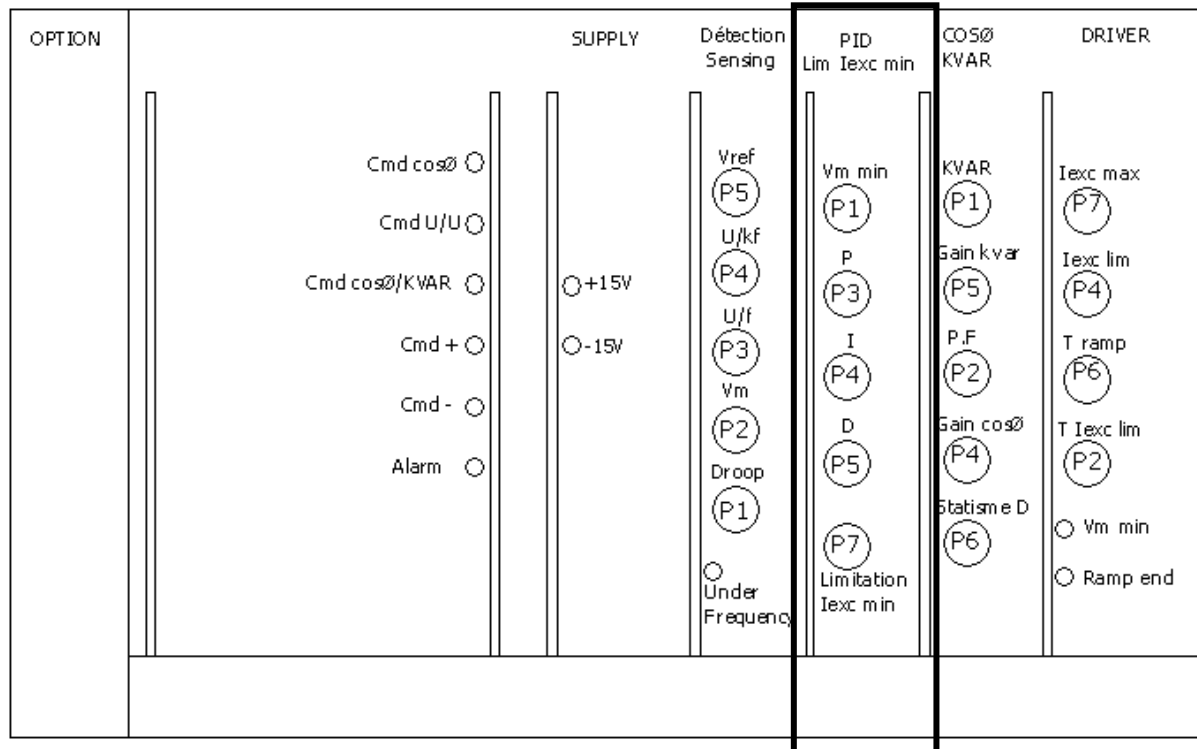 OPTION
SUPPLY
Détection
Sensing
PID
Lim Iexc min
COSØ
KVAR
DRIVER
Cmd cosØ
Cmd U/U
Cmd cosØ/KVAR
Cmd +
Cmd -
Alarm
+15V
-15V
Vref
P5
U/kf
P4
U/f
P3
Vm
P2
Droop
P1
Under
Frequency
Vm min
P1
P
P3
I
P4
D
P5
P7
Limitation
Iexc min
KVAR
P1
Gain kvar
P5
P.F
P2
Gain cosØ
P4
Statisme D
P6
Iexc max
P7
Iexc lim
P4
T ramp
P6
T Iexc lim
P2
Vm min
Ramp end